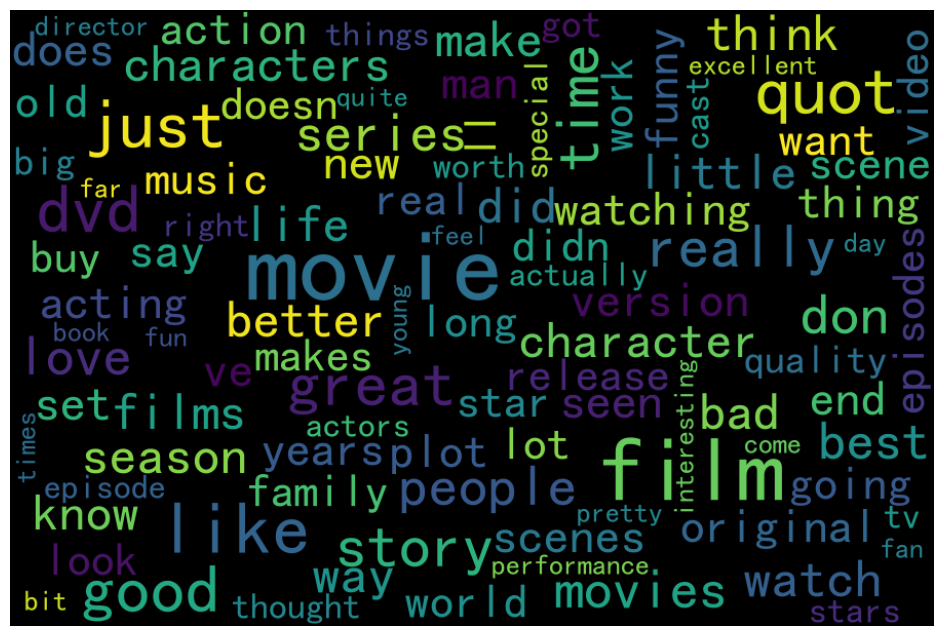 director
does
action
things
make
got
think
characters
man
time
work
funny
excellent
video
old
just
doesn
quite
series
special
cast
quot
want
big
far
music
new
worth
little
scene
dvd
right
life
real
did
watching
thing
buy
say
movie
feel
didn
actually
really
day
episodes
acting
book
fun
better
young
long
version
don
love
ve
makes
character
quality
great
release
interesting
set
films
star
seen
bad
end
times
season
actors
years
plot
lot
film
come
best
episode
family
people
going
know
like
pretty
original
tv
look
story
scenes
fan
good
way
performance
watch
bit
thought
world
movies
stars